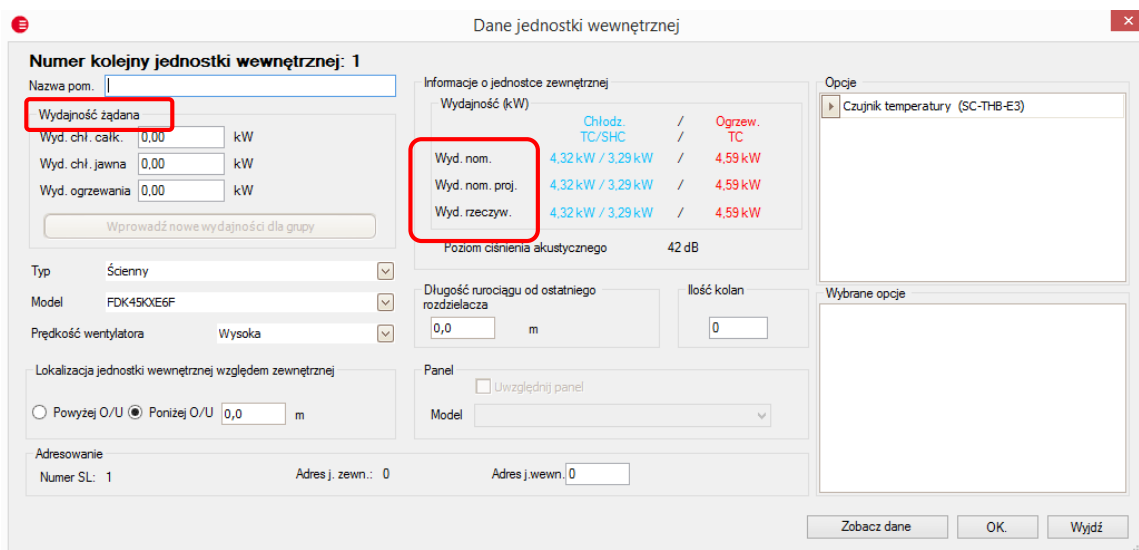 Dane jednostki wewnętrznej
Numer kolejny jednostki wewnętrznej: 1
Nazwa pom.
Wydajność żądana
Wyd. chł. całk. 0,00 kW
Wyd. chł. jawna 0,00 kW
Wyd. ogrzewania 0,00 kW
Wprowadź nowe wydajności dla grupy
Typ Ścienny
Model FDK45KXE6F
Prędkość wentylatora Wysoka
Lokalizacja jednostki wewnętrznej względem zewnętrznej
Powyżej O/U Poniżej O/U 0,0 m
Informacje o jednostce zewnętrznej
Wydajność (kW)
Chłodz. / Ogrzew.
TC/SHC / TC
Wyd. nom. 4,32 kW / 3,29 kW / 4,59 kW
Wyd. nom. proj. 4,32 kW / 3,29 kW / 4,59 kW
Wyd. rzeczyw. 4,32 kW / 3,29 kW / 4,59 kW
Poziom ciśnienia akustycznego 42 dB
Długość rurociągu od ostatniego
rozdzielacza
0,0 m
Ilość kolan
0
Panel
Uwzględnij panel
Model
Adresowanie
Numer SL: 1 Adres j. zewn.: 0 Adres j.wewn. 0
Opcje
Czujnik temperatury (SC-THB-E3)
Wybrane opcje
Zobacz dane OK. Wyjdź